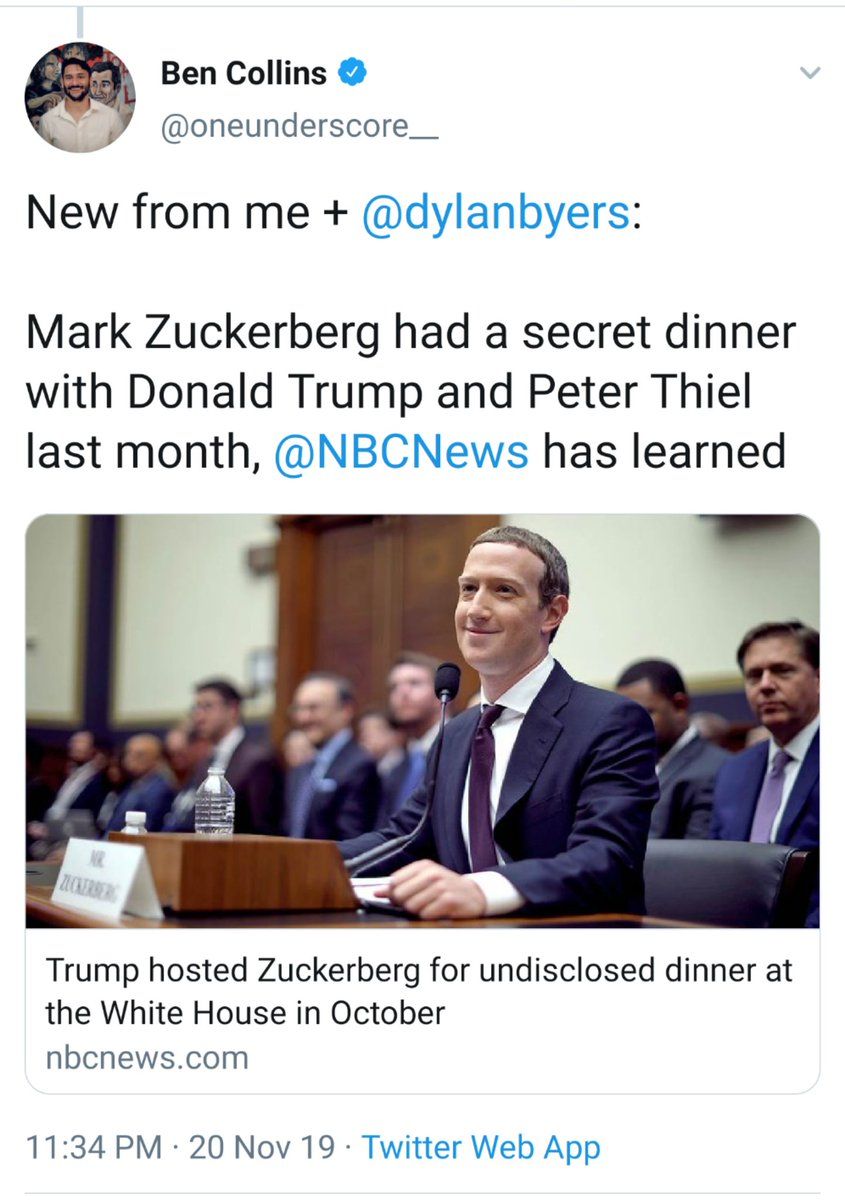 Ben Collins
@oneunderscore__
New from me + @dylanbyers:
Mark Zuckerberg had a secret dinner
with Donald Trump and Peter Thiel
last month, @NBCNews has learned
MR.
ZUCKERBERG
Trump hosted Zuckerberg for undisclosed dinner at
the White House in October
nbcnews.com
11:34 PM · 20 Nov 19 · Twitter Web App